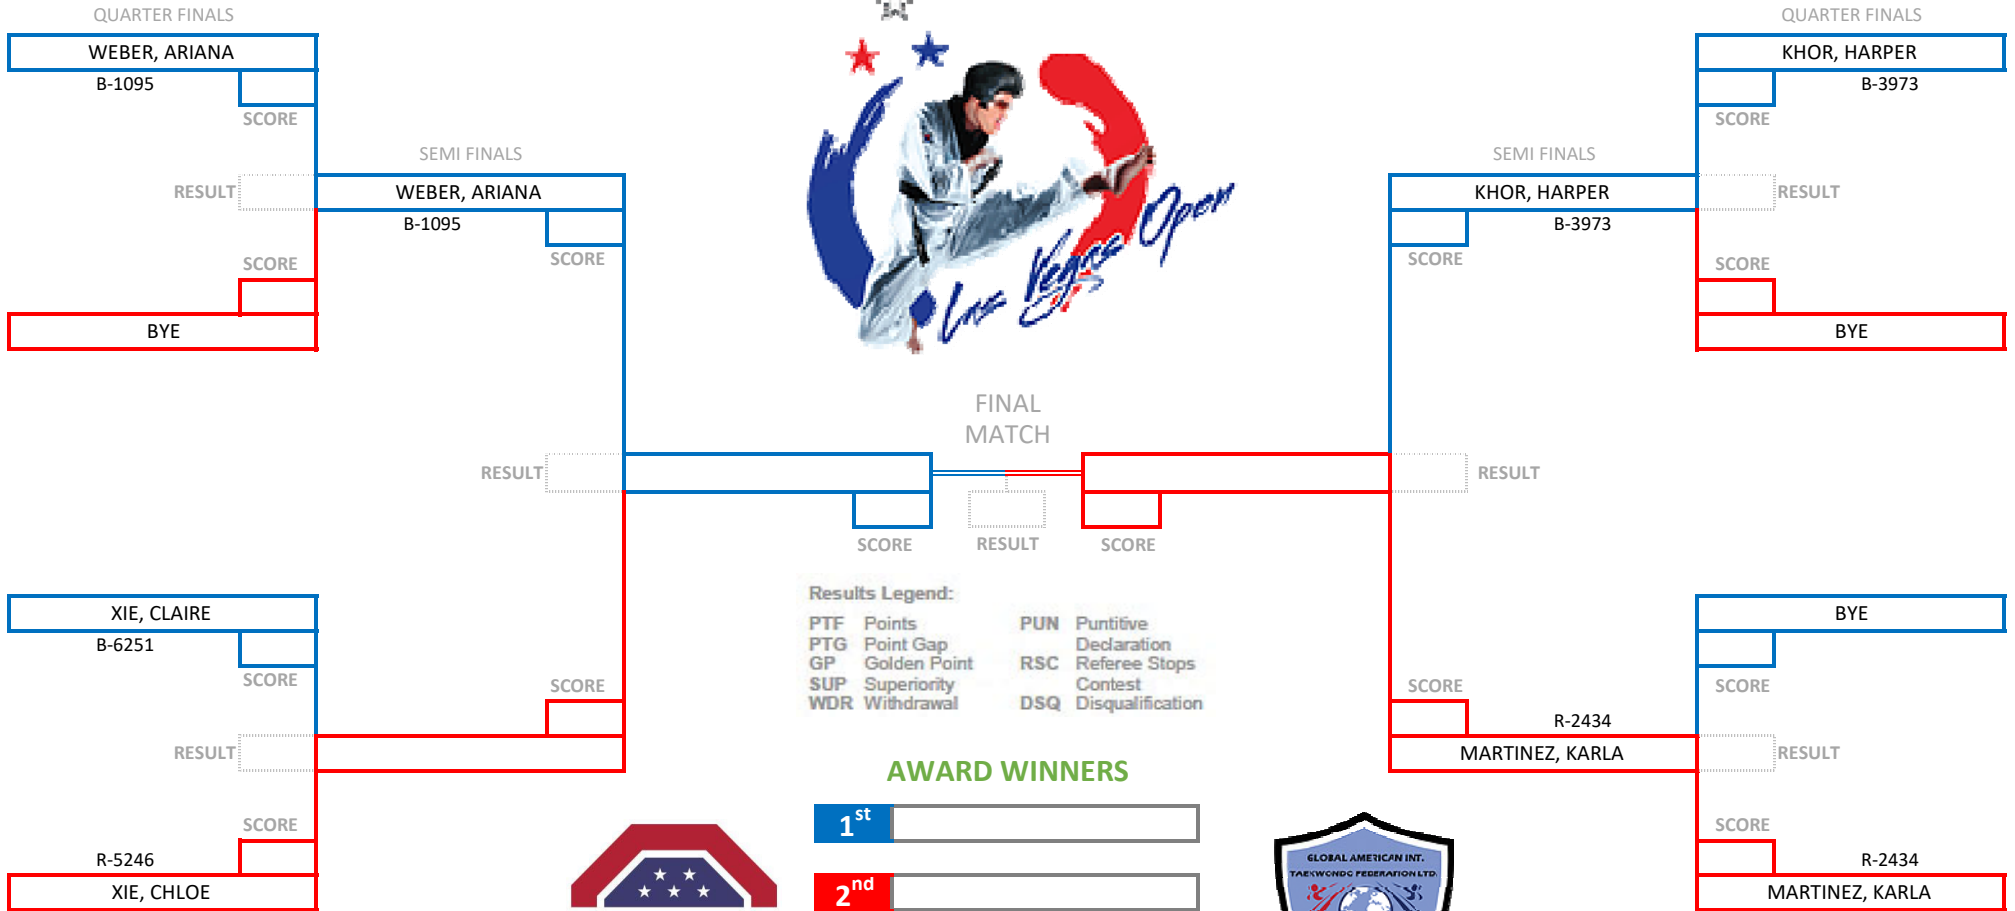 QUARTER FINALS
QUARTER FINALS
WEBER, ARIANA
KHOR, HARPER
B-1095
B-3973
SCORE
SCORE
SEMI FINALS
SEMI FINALS
RESULT
WEBER, ARIANA
KHOR, HARPER
RESULT
B-1095
B-3973
SCORE
SCORE
SCORE
SCORE
BYE
BYE
Las Vegas Open
FINAL
MATCH
RESULT
RESULT
SCORE
RESULT
SCORE
Results Legend:
PTF Points
PTG Point Gap
GP Golden Point
SUP Superiority
WDR Withdrawal
PUN Puntitive
Declaration
RSC Referee Stops
Contest
DSQ Disqualification
XIE, CLAIRE
BYE
B-6251
SCORE
SCORE
SCORE
SCORE
R-2434
RESULT
MARTINEZ, KARLA
RESULT
AWARD WINNERS
1st
2nd
SCORE
SCORE
R-5246
R-2434
XIE, CHLOE
MARTINEZ, KARLA
GLOBAL AMERICAN INT.
TAEKWONDO FEDERATION LTD.